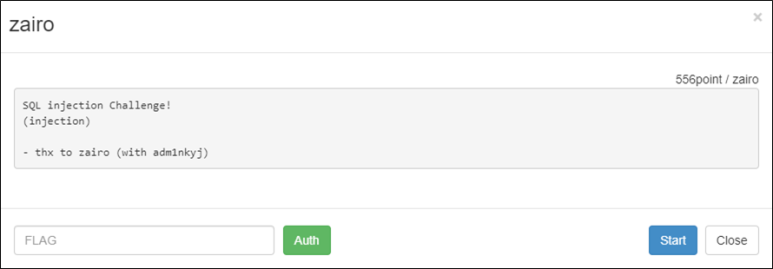 zairo
×
556point / zairo
SQL injection Challenge!
(injection)
- thx to zairo (with adm1nkyj)
FLAG
Auth
Start
Close